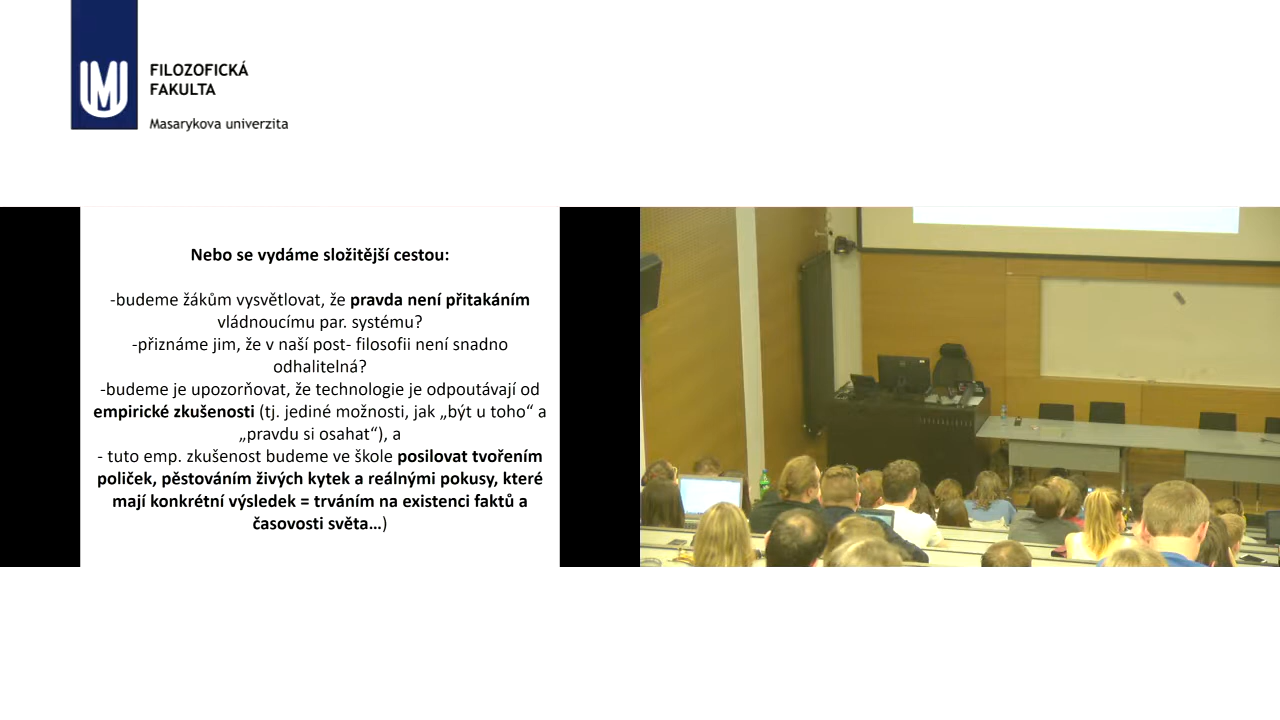 FILOZOFICKÁ
FAKULTA
Masarykova univerzita
Nebo se vydáme složitější cestou:
-budeme žákům vysvětlovat, že pravda není přitakáním
vládnoucímu par. systému?
-přiznáme jim, že v naší post- filosofii není snadno
odhalitelná?
-budeme je upozorňovat, že technologie je odpoutávají od
empirické zkušenosti (tj. jediné možnosti, jak „být u toho“ a
„pravdu si osahat“), a
- tuto emp. zkušenost budeme ve škole posilovat tvořením
poliček, pěstováním živých kytek a reálnými pokusy, které
mají konkrétní výsledek = trváním na existenci faktů a
časovosti světa…)